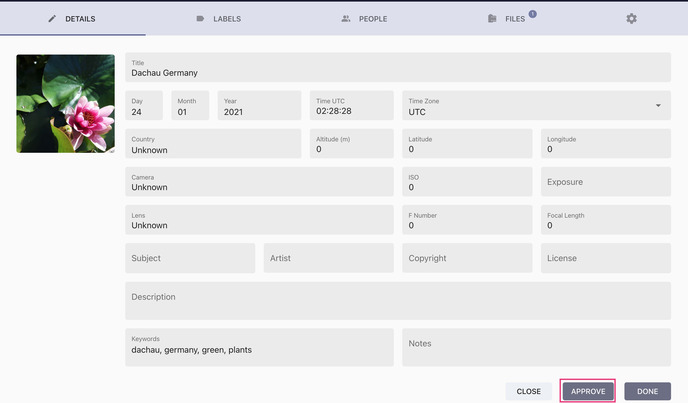 DETAILS LABELS PEOPLE FILES 1
Title
Dachau Germany
Day Month Year Time UTC Time Zone
24 01 2021 02:28:28 UTC
Country Altitude (m) Latitude Longitude
Unknown 0 0 0
Camera ISO Exposure
Unknown 0
Lens F Number Focal Length
Unknown 0 0
Subject Artist Copyright License
Description
Keywords Notes
dachau, germany, green, plants
CLOSE APPROVE DONE